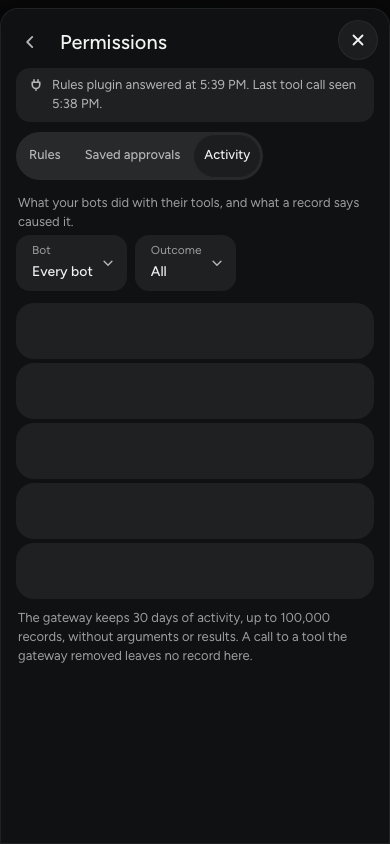 Permissions
Rules plugin answered at 5:39 PM. Last tool call seen
5:38 PM.
Rules
Saved approvals
Activity
What your bots did with their tools, and what a record says
caused it.
Bot
Every bot
Outcome
All
The gateway keeps 30 days of activity, up to 100,000
records, without arguments or results. A call to a tool the
gateway removed leaves no record here.